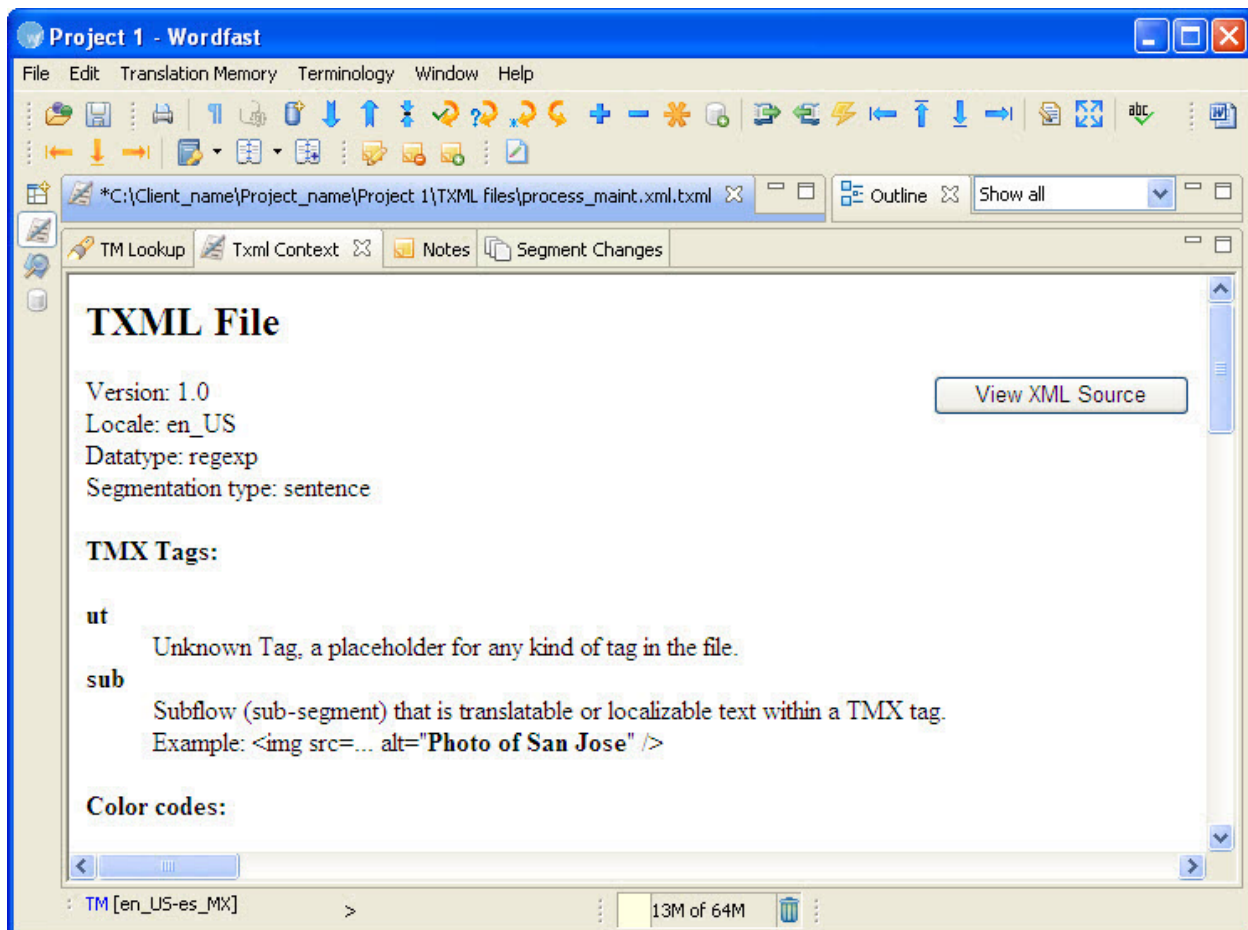 Project 1 - Wordfast
File Edit Translation Memory Terminology Window Help
*C:\Client_name\Project_name\Project 1\TXML files\process_maint.xml.txml Outline Show all
TM Lookup Txml Context Notes Segment Changes
TXML File
Version: 1.0
View XML Source
Locale: en_US
Datatype: regexp
Segmentation type: sentence
TMX Tags:
ut
Unknown Tag, a placeholder for any kind of tag in the file.
sub
Subflow (sub-segment) that is translatable or localizable text within a TMX tag.
Example: <img src=... alt="Photo of San Jose" />
Color codes:
TM [en_US-es_MX] > 13M of 64M